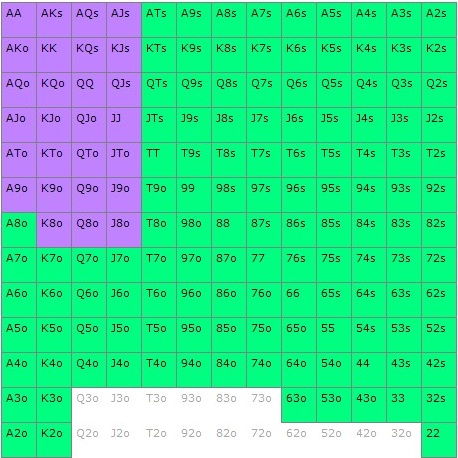 AA AKs AQs AJs ATs A9s A8s A7s A6s A5s A4s A3s A2s
AKo KK KQs KJs KTs K9s K8s K7s K6s K5s K4s K3s K2s
AQo KQo QQ QJs QTs Q9s Q8s Q7s Q6s Q5s Q4s Q3s Q2s
AJo KJo QJo JJ JTs J9s J8s J7s J6s J5s J4s J3s J2s
ATo KTo QTo JTo TT T9s T8s T7s T6s T5s T4s T3s T2s
A9o K9o Q9o J9o T9o 99 98s 97s 96s 95s 94s 93s 92s
A8o K8o Q8o J8o T8o 98o 88 87s 86s 85s 84s 83s 82s
A7o K7o Q7o J7o T7o 97o 87o 77 76s 75s 74s 73s 72s
A6o K6o Q6o J6o T6o 96o 86o 76o 66 65s 64s 63s 62s
A5o K5o Q5o J5o T5o 95o 85o 75o 65o 55 54s 53s 52s
A4o K4o Q4o J4o T4o 94o 84o 74o 64o 54o 44 43s 42s
A3o K3o Q3o J3o T3o 93o 83o 73o 63o 53o 43o 33 32s
A2o K2o Q2o J2o T2o 92o 82o 72o 62o 52o 42o 32o 22